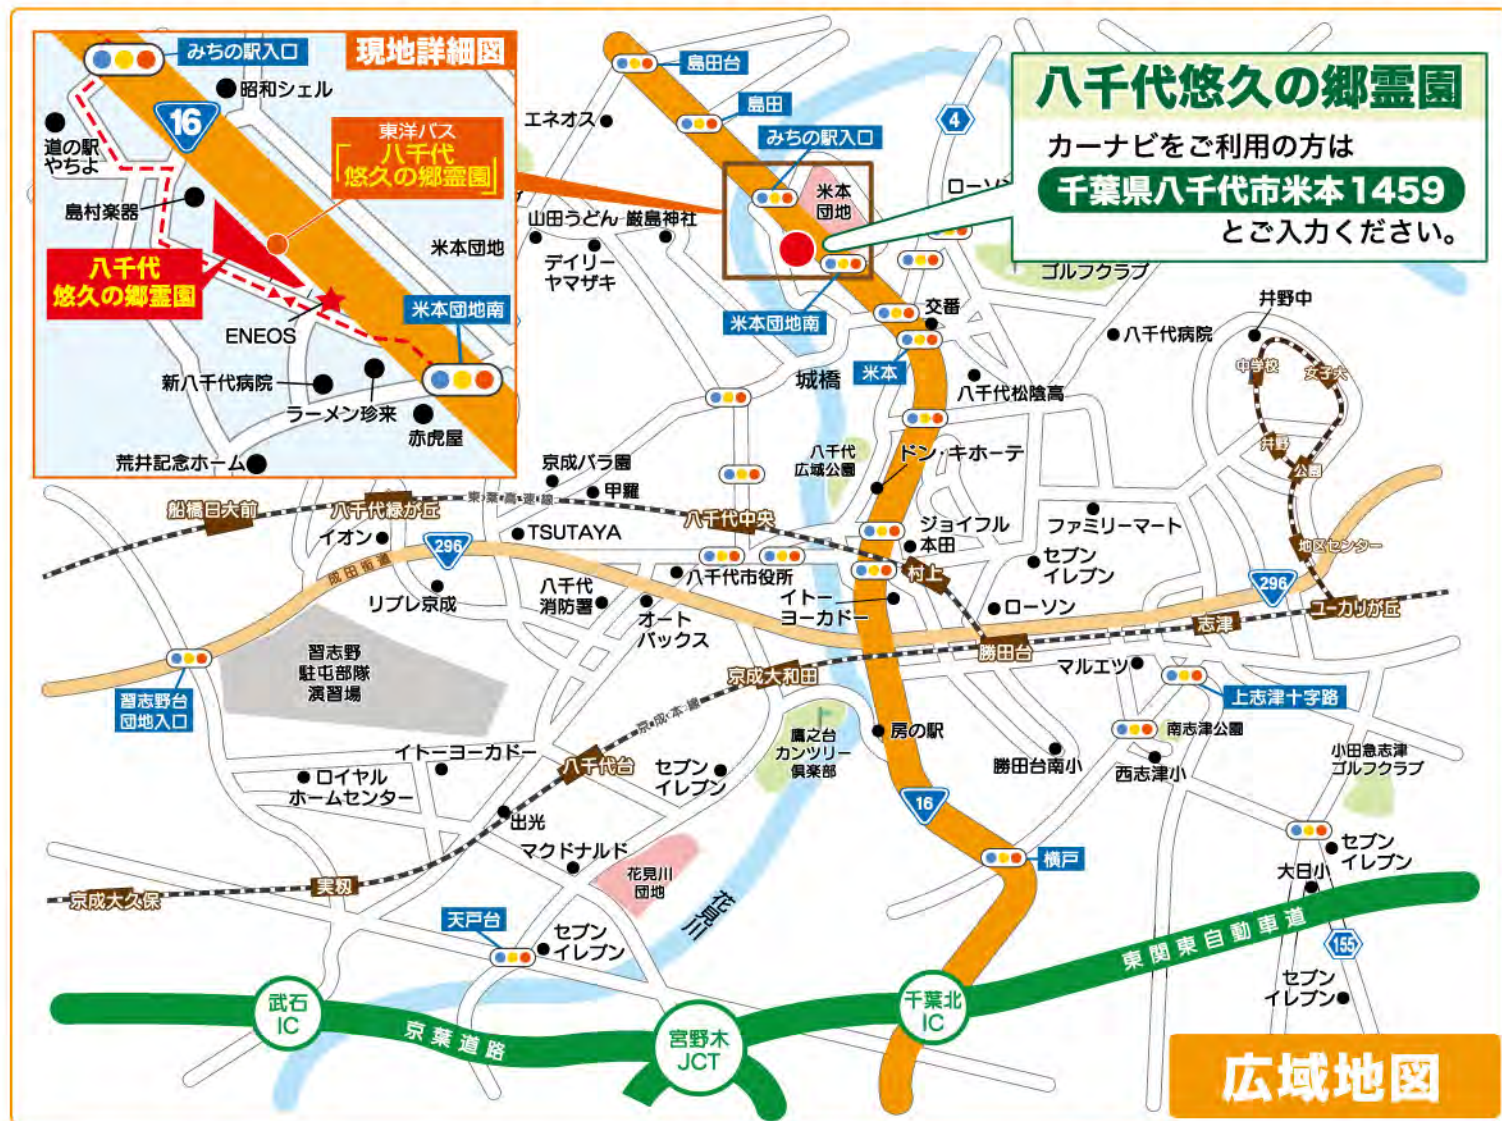 現地詳細図
みちの駅入口
昭和シェル
16
道の駅
やちよ
東洋バス
八千代
悠久の郷霊園
島村楽器
米本団地
八千代
悠久の郷霊園
米本団地南
ENEOS
新八千代病院
ラーメン珍来
赤虎屋
荒井記念ホーム
八千代悠久の郷霊園
カーナビをご利用の方は
千葉県八千代市米本1459
とご入力ください。
島田台
島田
エネオス
みちの駅入口
4
米本
団地
山田うどん
厳島神社
デイリー
ヤマザキ
ゴルフクラブ
米本団地南
交番
井野中
八千代病院
城橋
米本
八千代松陰高
中学校
女子大
井野
公園
八千代
広域公園
ドン・キホーテ
京成バラ園
甲羅
船橋日大前
八千代緑が丘
東葉高速線
八千代中央
イオン
TSUTAYA
296
成田街道
ジョイフル
本田
ファミリーマート
地区センター
セブン
イレブン
村上
八千代市役所
リブレ京成
八千代
消防署
オート
バックス
イトー
ヨーカドー
ローソン
296
ユーカリが丘
志津
勝田台
習志野
駐屯部隊
演習場
習志野台
団地入口
京成大和田
マルエツ
上志津十字路
京成本線
鷹之台
カンツリー
倶楽部
房の駅
南志津公園
勝田台南小
西志津小
小田急志津
ゴルフクラブ
イトーヨーカドー
八千代台
セブン
イレブン
ロイヤル
ホームセンター
出光
16
マクドナルド
横戸
セブン
イレブン
花見川
団地
大日小
実籾
京成大久保
花見川
天戸台
セブン
イレブン
東関東自動車道
155
セブン
イレブン
武石
IC
千葉北
IC
京葉道路
宮野木
JCT
広域地図